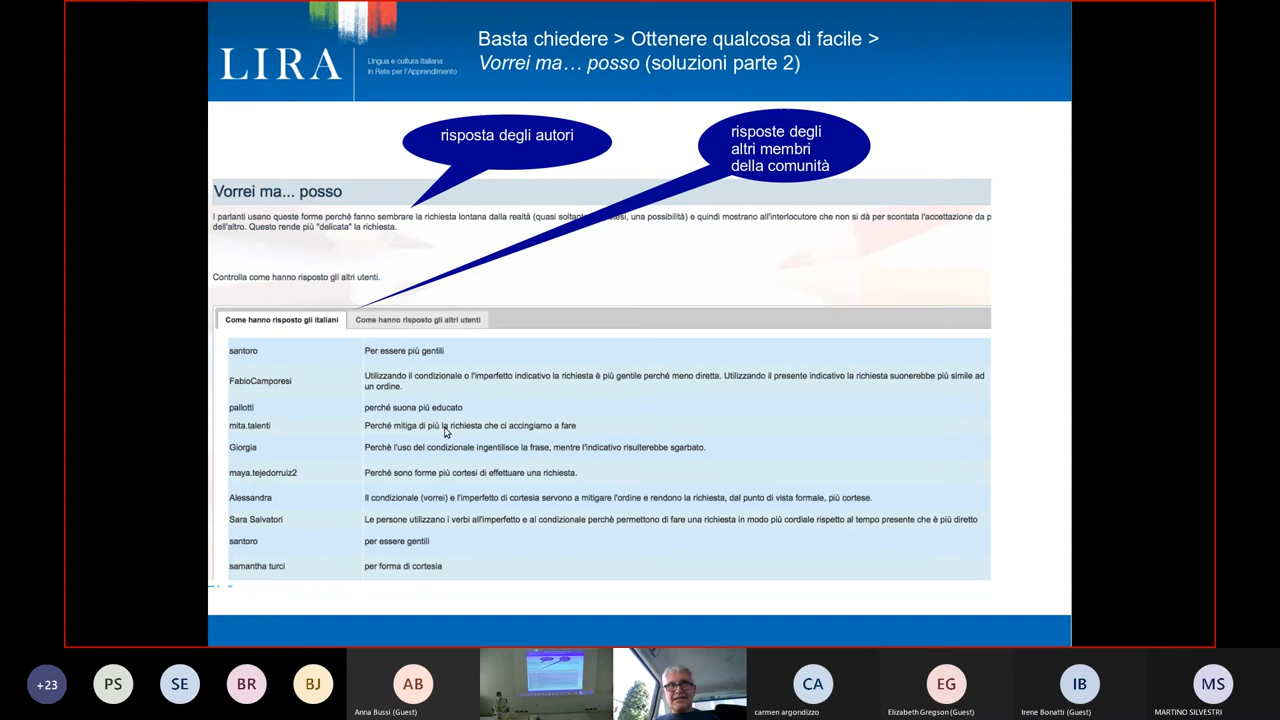 LIRA
Lingua e cultura Italiana
in Rete per l'Apprendimento
Basta chiedere > Ottenere qualcosa di facile >
Vorrei ma… posso (soluzioni parte 2)
risposta degli autori
risposte degli
altri membri
della comunità
Vorrei ma... posso
I parlanti usano queste forme perché fanno sembrare la richiesta lontana dalla realtà (quasi soltanto una possibilità) e quindi mostrano all'interlocutore che non si dà per scontata l'accettazione da p
dell'altro. Questo rende più "delicata" la richiesta.
Controlla come hanno risposto gli altri utenti.
Come hanno risposto gli italiani
Come hanno risposto gli altri utenti
santoro Per essere più gentili
FabioCamporesi Utilizzando il condizionale o l'imperfetto indicativo la richiesta è più gentile perché meno diretta. Utilizzando il presente indicativo la richiesta suonerebbe più simile ad
un ordine.
pallotti perché suona più educato
mita.talenti Perché mitiga di più la richiesta che ci accingiamo a fare
Giorgia Perchè l'uso del condizionale ingentilisce la frase, mentre l'indicativo risulterebbe sgarbato.
maya.tejedorruiz2 Perché sono forme più cortesi di effettuare una richiesta.
Alessandra Il condizionale (vorrei) e l'imperfetto di cortesia servono a mitigare l'ordine e rendono la richiesta, dal punto di vista formale, più cortese.
Sara Salvatori Le persone utilizzano i verbi all'imperfetto e al condizionale perchè permettono di fare una richiesta in modo più cordiale rispetto al tempo presente che è più diretto
santoro per essere gentili
samantha turci per forma di cortesia
+23
PS
SE
BR
BJ
AB
Anna Bussi (Guest)
CA
carmen argondizzo
EG
Elizabeth Gregson (Guest)
IB
Irene Bonatti (Guest)
MS
MARTINO SILVESTRI